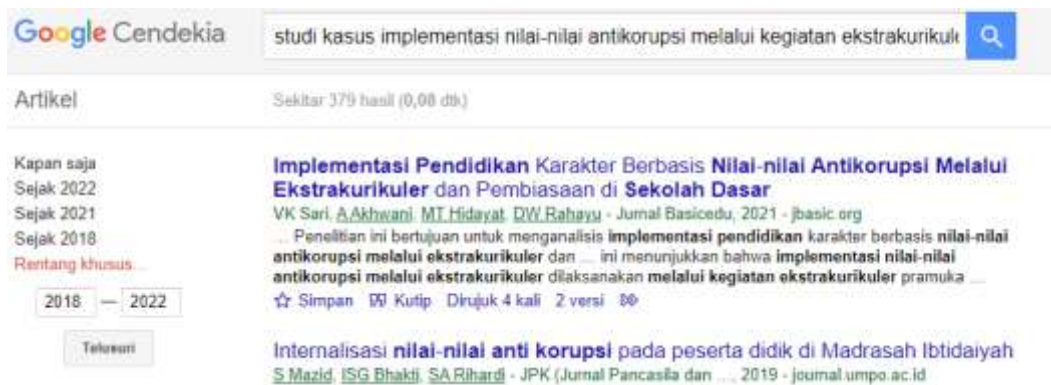 Google Cendekia
studi kasus implementasi nilai-nilai antikorupsi melalui kegiatan ekstrakurikule
Artikel
Sekitar 379 hasil (0,08 dtk)
Kapan saja
Sejak 2022
Sejak 2021
Sejak 2018
Rentang khusus...
2018 — 2022
Telusuri
Implementasi Pendidikan Karakter Berbasis Nilai-nilai Antikorupsi Melalui
Ekstrakurikuler dan Pembiasaan di Sekolah Dasar
VK Sari, A Akhwani, MT Hidayat, DW Rahayu - Jurnal Basicedu, 2021 - jbasic.org
... Penelitian ini bertujuan untuk menganalisis implementasi pendidikan karakter berbasis nilai-nilai
antikorupsi melalui ekstrakurikuler dan ... ini menunjukkan bahwa implementasi nilai-nilai
antikorupsi melalui ekstrakurikuler dilaksanakan melalui kegiatan ekstrakurikuler pramuka ...
Simpan Kutip Dirujuk 4 kali 2 versi
Internalisasi nilai-nilai anti korupsi pada peserta didik di Madrasah Ibtidaiyah
S Mazid, ISG Bhakti, SA Rihardi - JPK (Jurnal Pancasila dan ..., 2019 - journal.umpo.ac.id